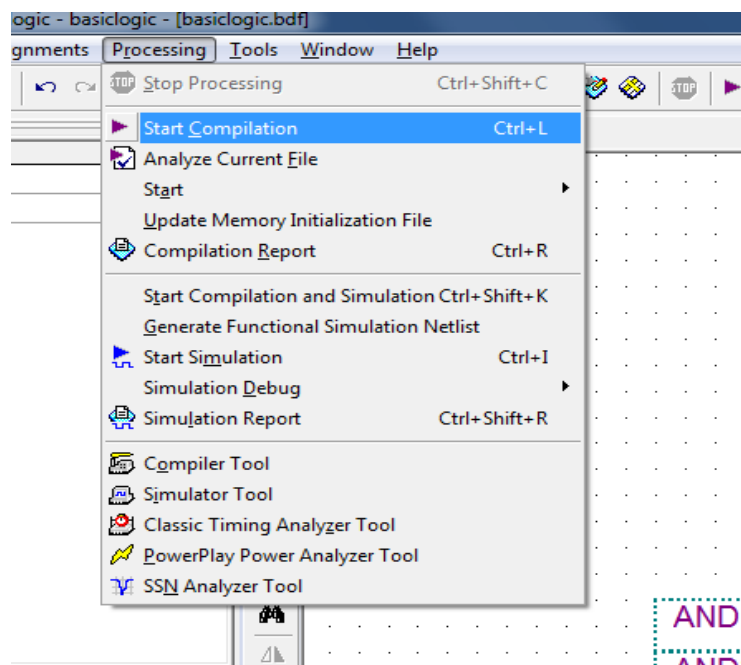 ogic - basiclogic - [basiclogic.bdf]
gnments Processing Tools Window Help
STOP Stop Processing Ctrl+Shift+C STOP
Start Compilation Ctrl+L
Analyze Current File
Start
Update Memory Initialization File
Compilation Report Ctrl+R
Start Compilation and Simulation Ctrl+Shift+K
Generate Functional Simulation Netlist
Start Simulation Ctrl+I
Simulation Debug
Simulation Report Ctrl+Shift+R
Compiler Tool
Simulator Tool
Classic Timing Analyzer Tool
PowerPlay Power Analyzer Tool
SSN Analyzer Tool
AND
AND